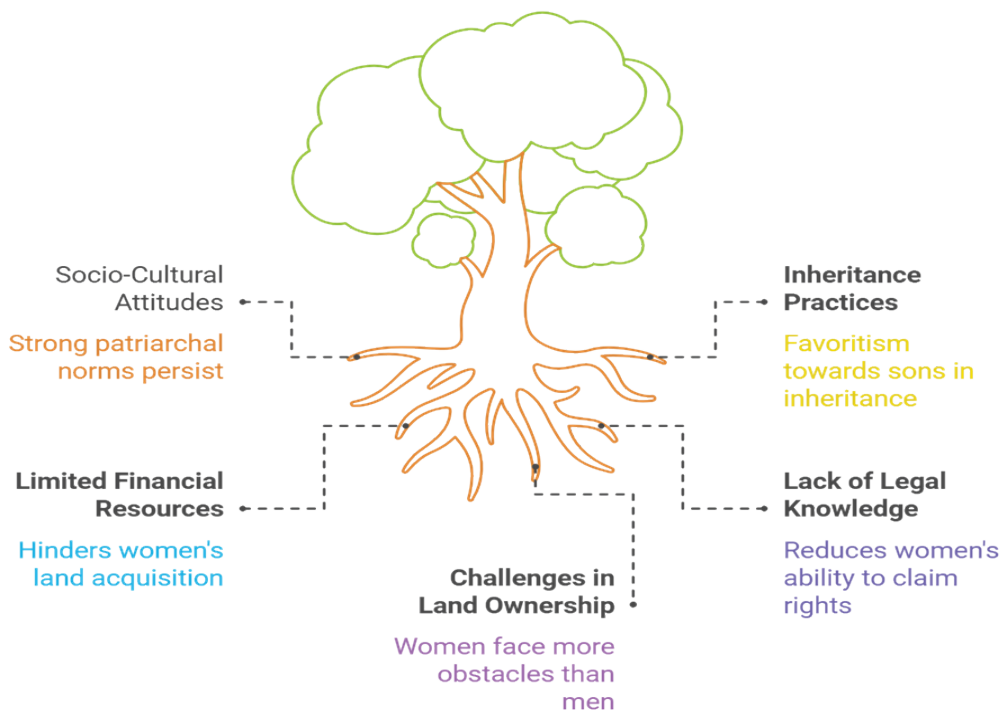 Socio-Cultural
Attitudes
Strong patriarchal
norms persist
Inheritance
Practices
Favoritism
towards sons in
inheritance
Limited Financial
Resources
Hinders women's
land acquisition
Lack of Legal
Knowledge
Reduces women's
ability to claim
rights
Challenges in
Land Ownership
Women face more
obstacles than
men